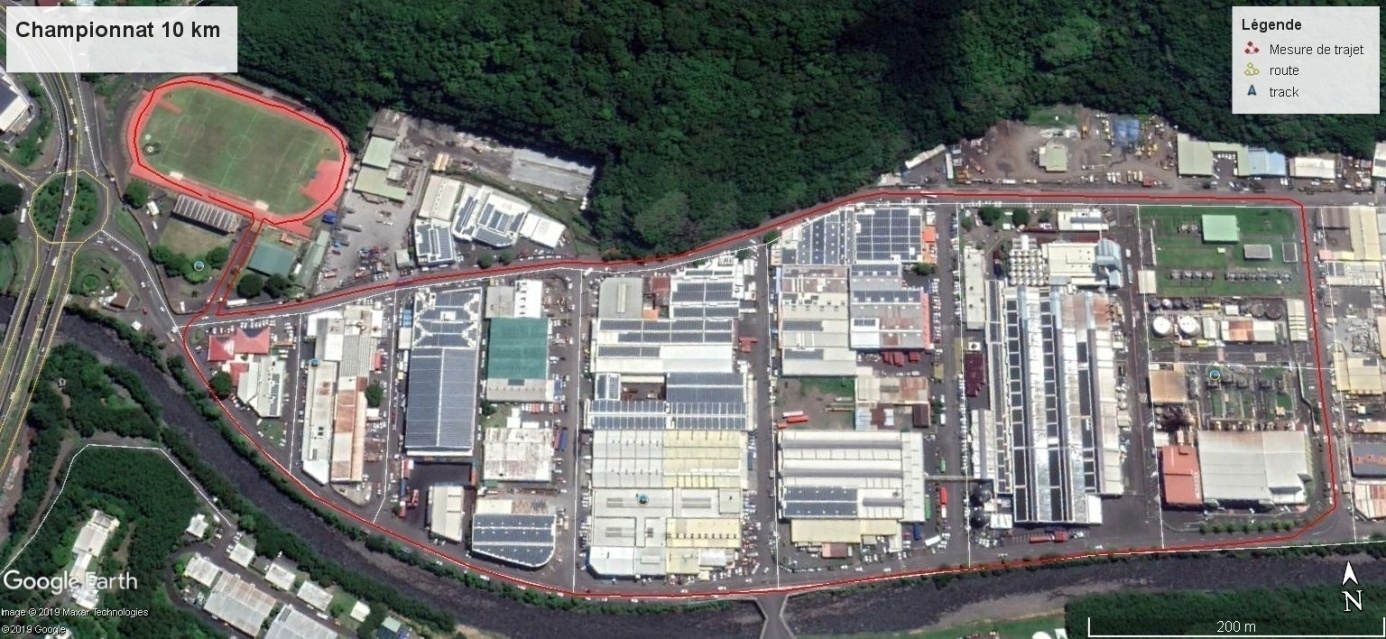 Championnat 10 km
Légende
Mesure de trajet
route
track
Google Earth
Image © 2019 Maxar Technologies
© 2019 Google
N
200 m